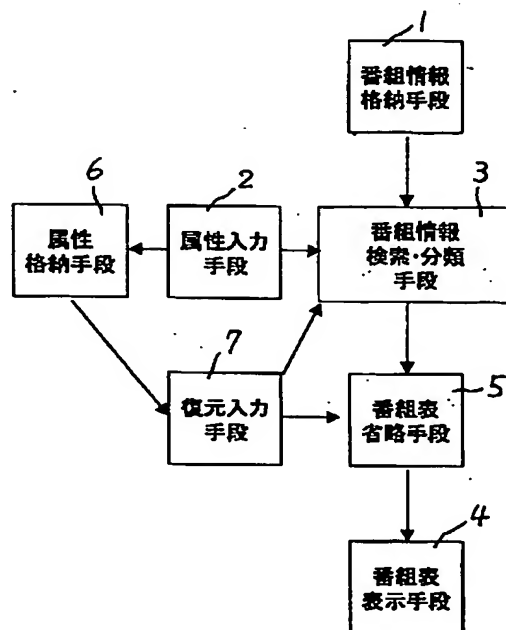 1
番組情報
格納手段
6
2
3
属性
格納手段
属性入力
手段
番組情報
検索・分類
手段
7
復元入力
手段
5
番組表
省略手段
4
番組表
表示手段